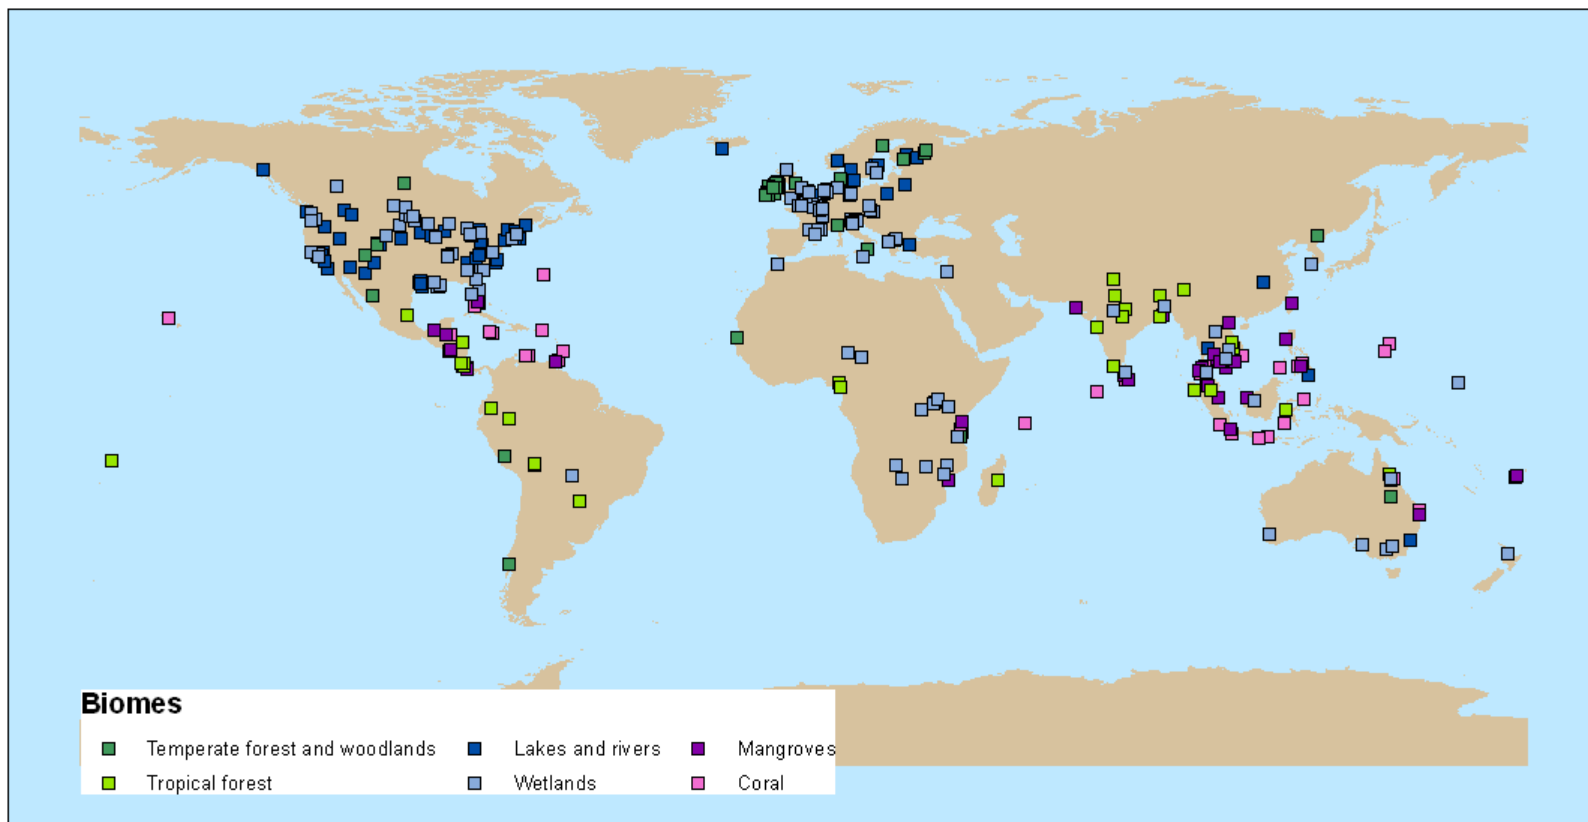 Biomes
Temperate forest and woodlands
Lakes and rivers
Mangroves
Tropical forest
Wetlands
Coral